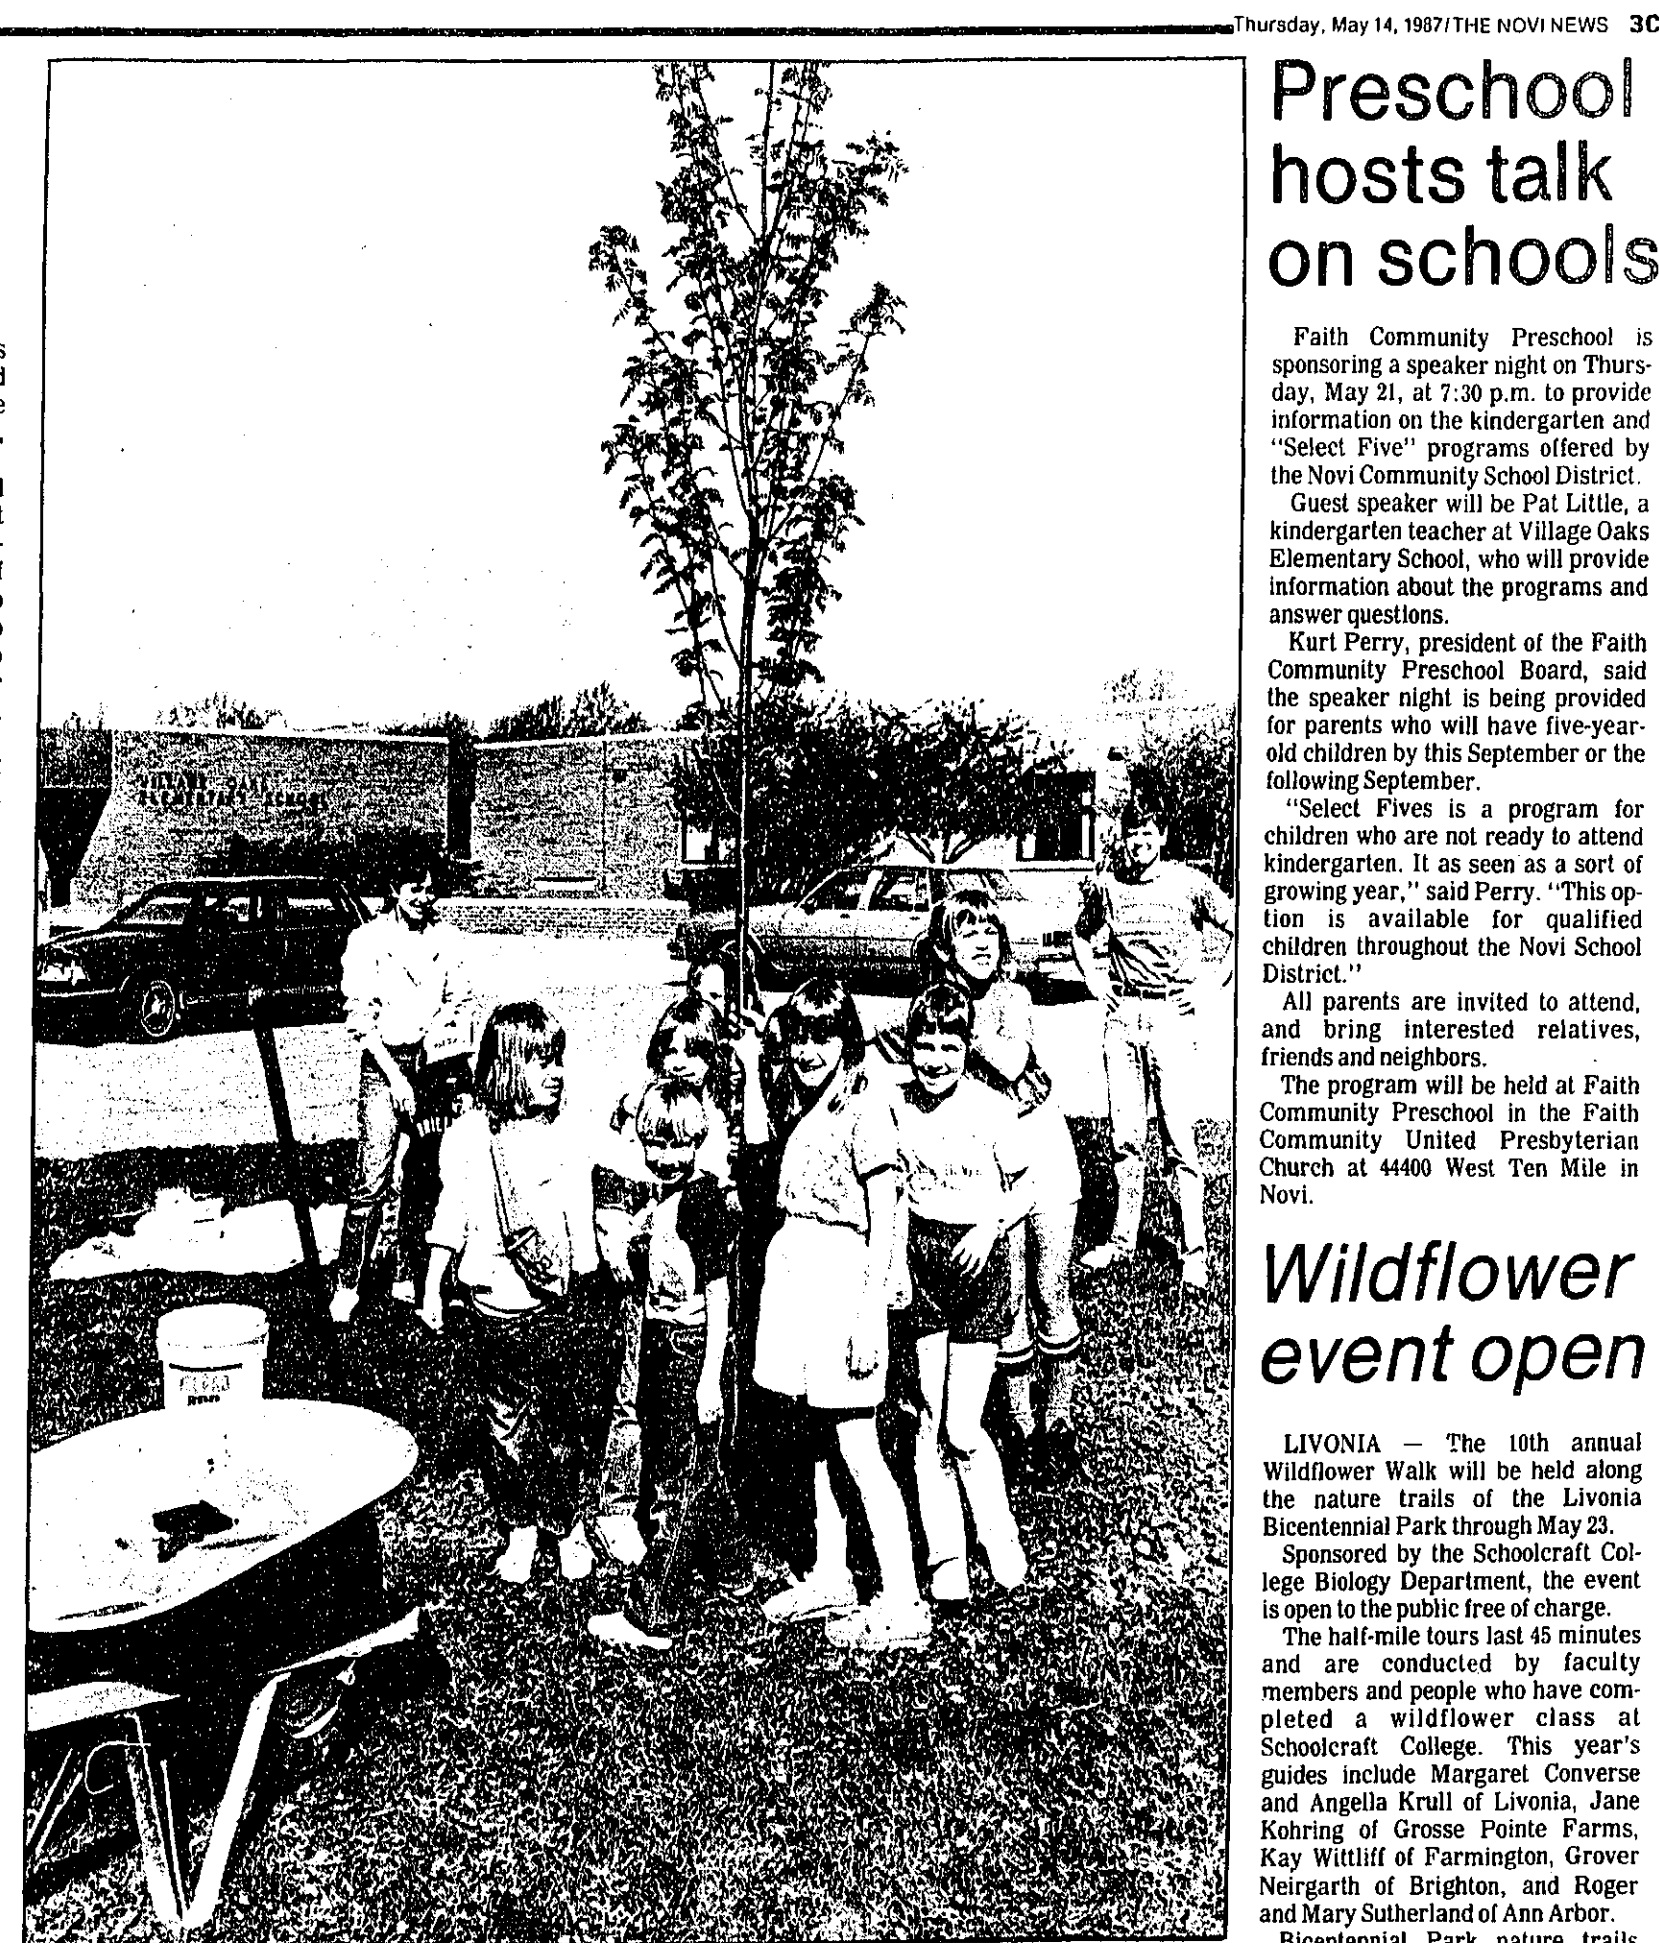 Thursday, May 14, 1987/THE NOVI NEWS 3C
VILLAGE OAKS
ELEMENTARY SCHOOL
Preschool
hosts talk
on schools
Faith Community Preschool is
sponsoring a speaker night on Thurs-
day, May 21, at 7:30 p.m. to provide
information on the kindergarten and
"Select Five" programs offered by
the Novi Community School District.
Guest speaker will be Pat Little, a
kindergarten teacher at Village Oaks
Elementary School, who will provide
information about the programs and
answer questions.
Kurt Perry, president of the Faith
Community Preschool Board, said
the speaker night is being provided
for parents who will have five-year-
old children by this September or the
following September.
"Select Fives is a program for
children who are not ready to attend
kindergarten. It as seen as a sort of
growing year," said Perry. "This op-
tion is available for qualified
children throughout the Novi School
District."
All parents are invited to attend,
and bring interested relatives,
friends and neighbors.
The program will be held at Faith
Community Preschool in the Faith
Community United Presbyterian
Church at 44400 West Ten Mile in
Novi.
Wildflower
event open
LIVONIA — The 10th annual
Wildflower Walk will be held along
the nature trails of the Livonia
Bicentennial Park through May 23.
Sponsored by the Schoolcraft Col-
lege Biology Department, the event
is open to the public free of charge.
The half-mile tours last 45 minutes
and are conducted by faculty
members and people who have com-
pleted a wildflower class at
Schoolcraft College. This year's
guides include Margaret Converse
and Angella Krull of Livonia, Jane
Kohring of Grosse Pointe Farms,
Kay Wittliff of Farmington, Grover
Neirgarth of Brighton, and Roger
and Mary Sutherland of Ann Arbor.
Bicentennial Park nature trails